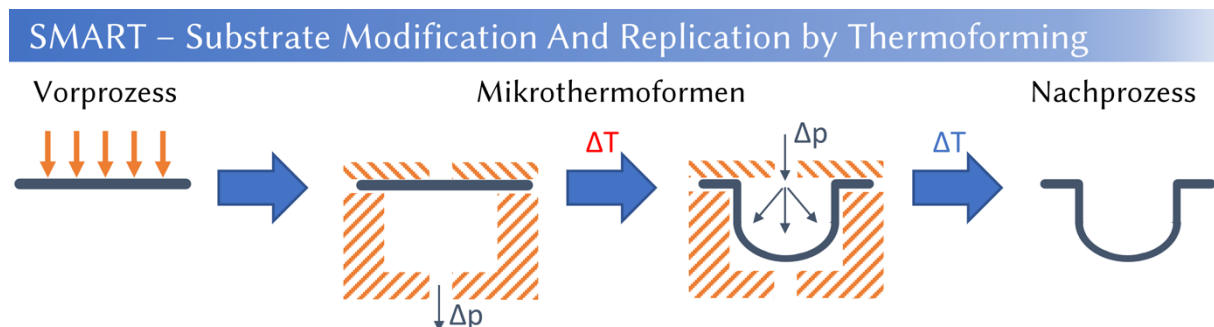 SMART – Substrate Modification And Replication by Thermoforming
Vorprozess
Mikrothermoformen
Nachprozess
Δp
ΔT
Δp
ΔT